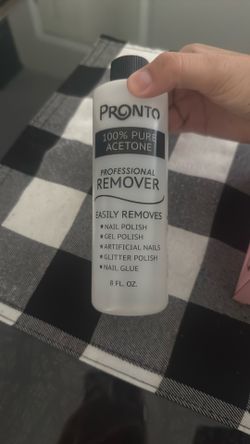 PRONTO
100% PURE
ACETONE
PROFESSIONAL
REMOVER
EASILY REMOVES
★ NAIL POLISH
★ GEL POLISH
★ ARTIFICIAL NAILS
★ GLITTER POLISH
★ NAIL GLUE
8 FL. OZ.